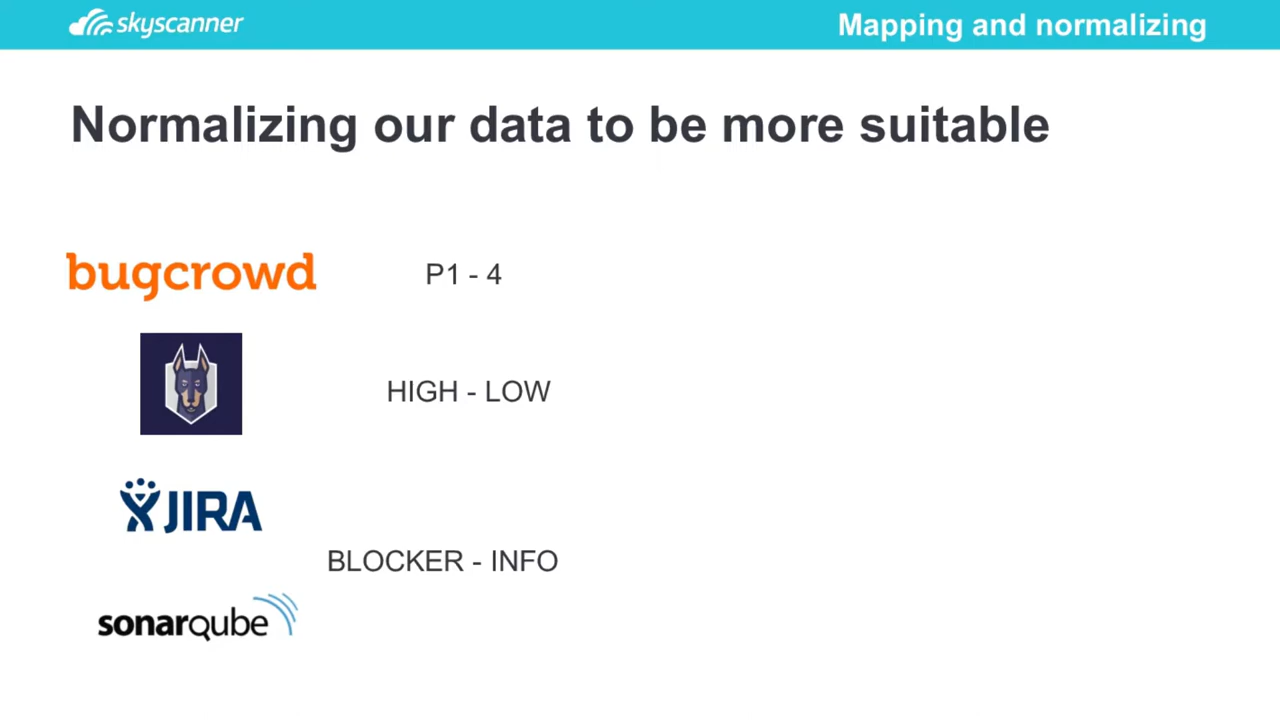 skyscanner
Mapping and normalizing
Normalizing our data to be more suitable
bugcrowd
P1 - 4
HIGH - LOW
JIRA
BLOCKER - INFO
sonarqube